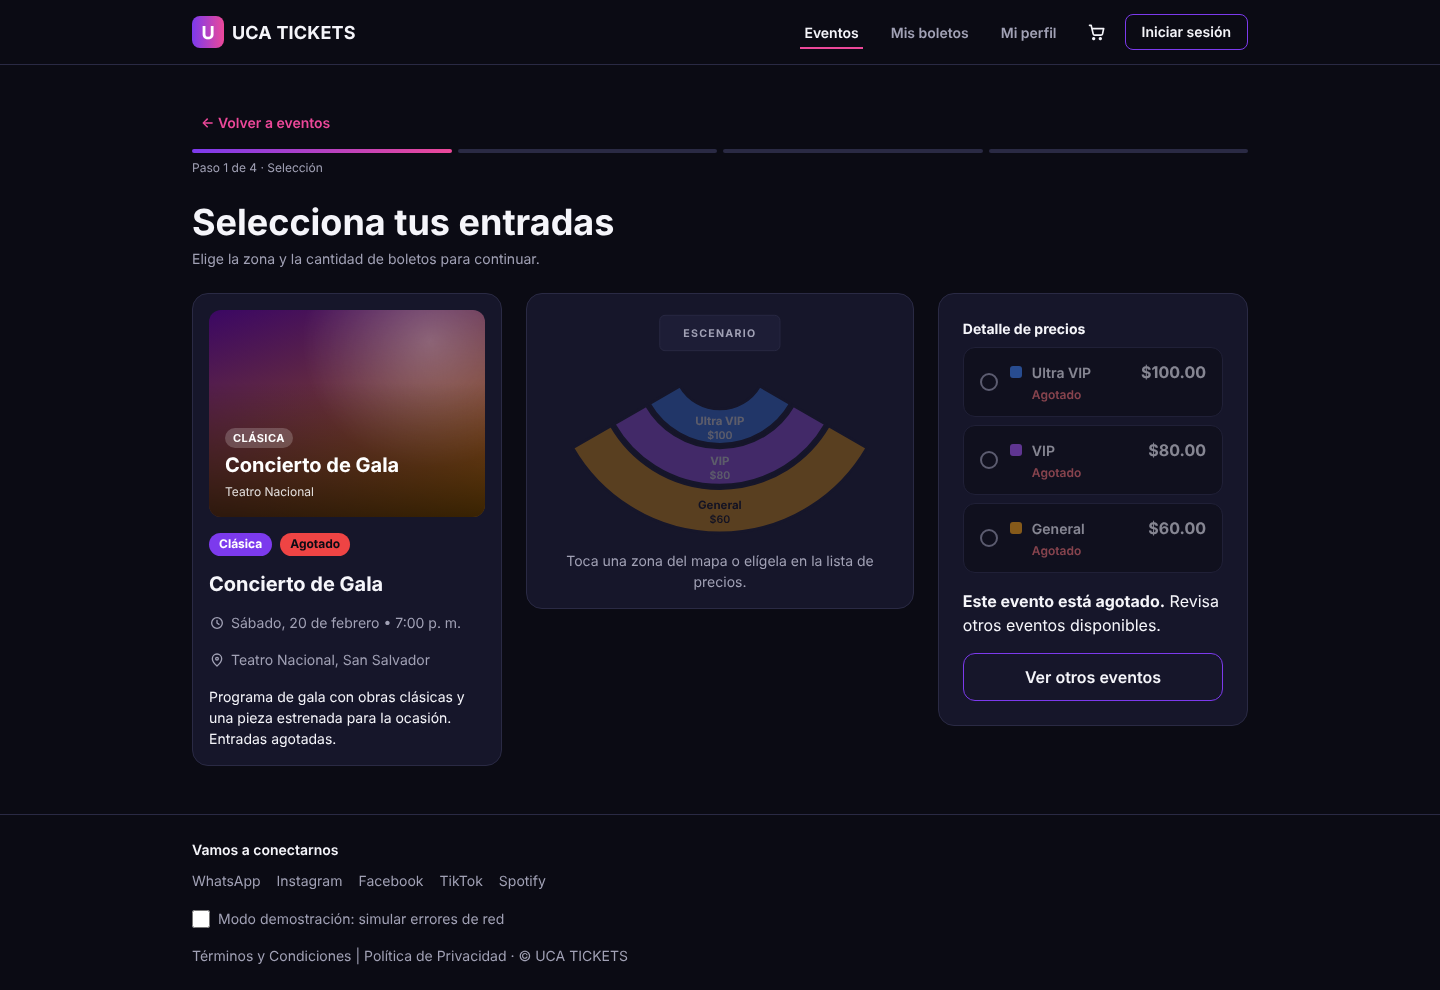 U UCA TICKETS
Eventos
Mis boletos
Mi perfil
Iniciar sesión
← Volver a eventos
Paso 1 de 4 · Selección
Selecciona tus entradas
Elige la zona y la cantidad de boletos para continuar.
CLÁSICA
Concierto de Gala
Teatro Nacional
Clásica
Agotado
Concierto de Gala
Sábado, 20 de febrero • 7:00 p. m.
Teatro Nacional, San Salvador
Programa de gala con obras clásicas y
una pieza estrenada para la ocasión.
Entradas agotadas.
ESCENARIO
Ultra VIP
$100
VIP
$80
General
$60
Toca una zona del mapa o elígela en la lista de
precios.
Detalle de precios
Ultra VIP $100.00
Agotado
VIP $80.00
Agotado
General $60.00
Agotado
Este evento está agotado. Revisa
otros eventos disponibles.
Ver otros eventos
Vamos a conectarnos
WhatsApp Instagram Facebook TikTok Spotify
Modo demostración: simular errores de red
Términos y Condiciones | Política de Privacidad · © UCA TICKETS